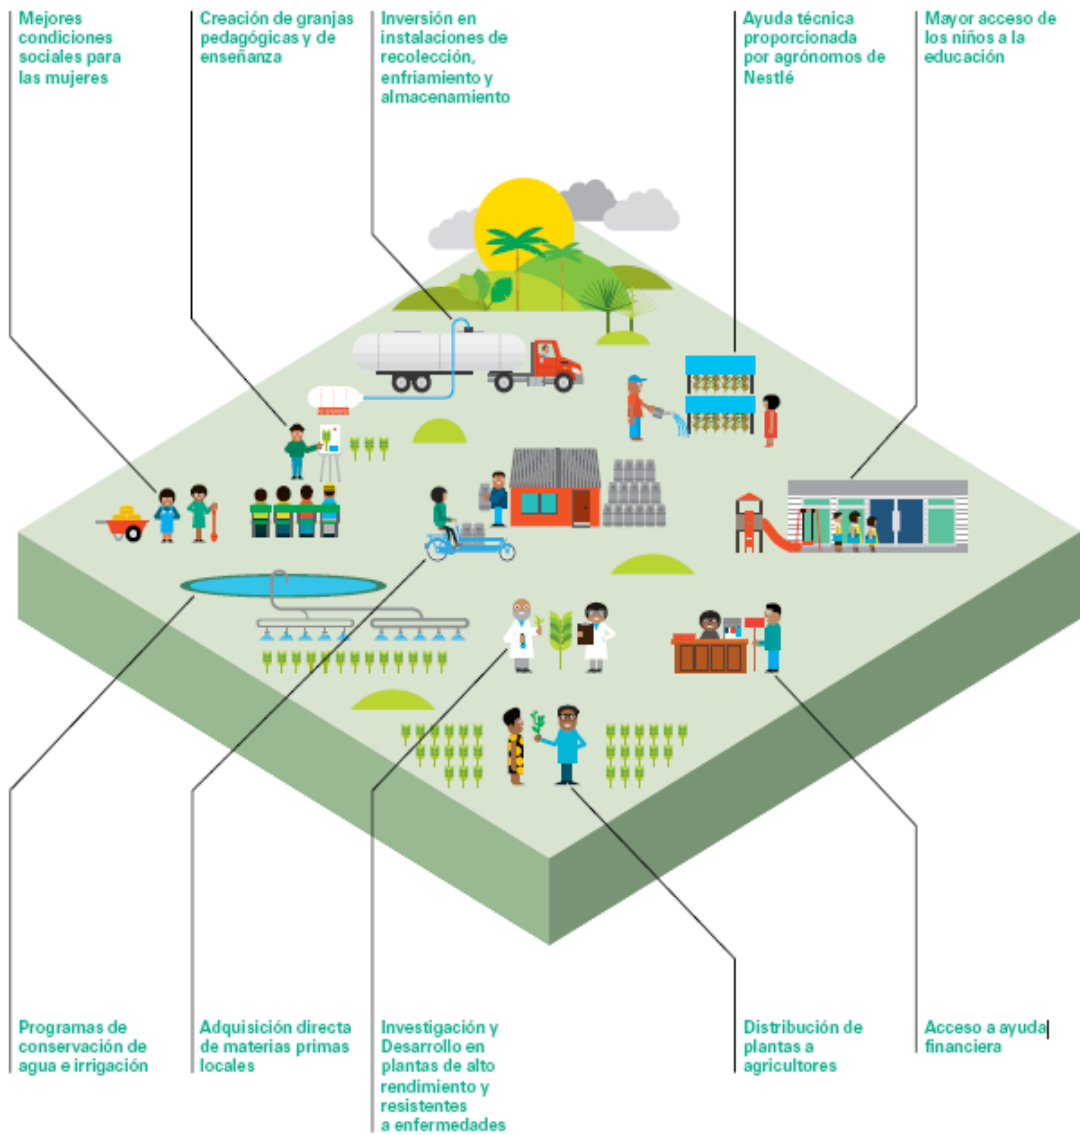 Mejores
condiciones
sociales para
las mujeres
Creación de granjas
pedagógicas y de
enseñanza
Inversión en
instalaciones de
recolección,
enfriamiento y
almacenamiento
Ayuda técnica
proporcionada
por agrónomos de
Nestlé
Mayor acceso de
los niños a la
educación
Programas de
conservación de
agua e irrigación
Adquisición directa
de materias primas
locales
Investigación y
Desarrollo en
plantas de alto
rendimiento y
resistentes
a enfermedades
Distribución de
plantas a
agricultores
Acceso a ayuda
financiera